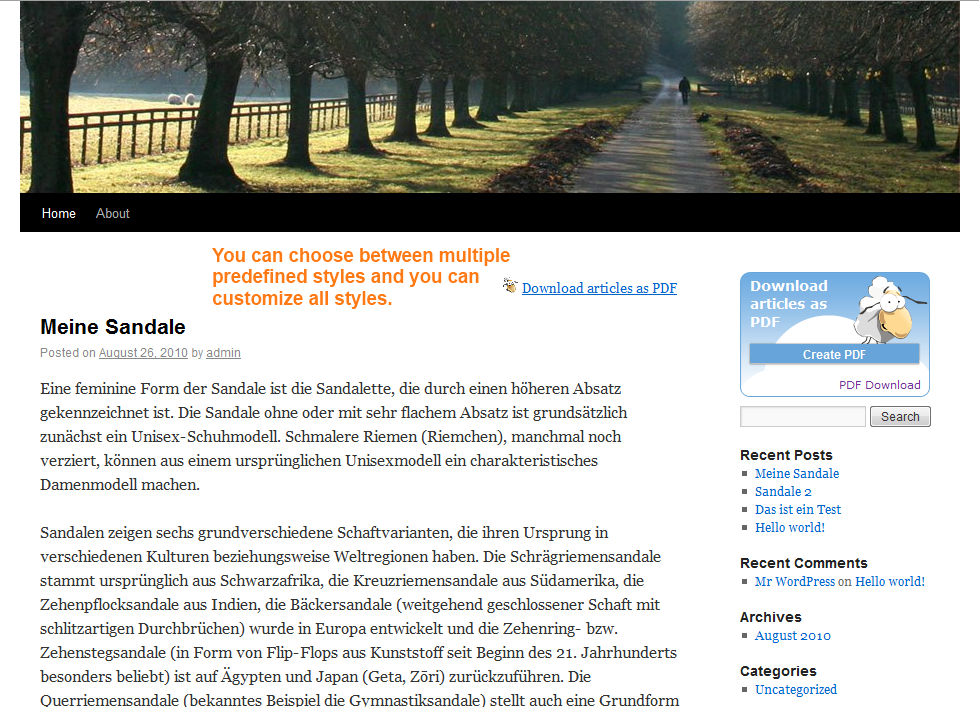 Home About
You can choose between multiple
predefined styles and you can
customize all styles.
Download articles as PDF
Meine Sandale
Posted on August 26, 2010 by admin
Eine feminine Form der Sandale ist die Sandalette, die durch einen höheren Absatz
gekennzeichnet ist. Die Sandale ohne oder mit sehr flachem Absatz ist grundsätzlich
zunächst ein Unisex-Schuhmodell. Schmalere Riemen (Riemchen), manchmal noch
verziert, können aus einem ursprünglichen Unisexmodell ein charakteristisches
Damenmodell machen.
Sandalen zeigen sechs grundverschiedene Schaftvarianten, die ihren Ursprung in
verschiedenen Kulturen beziehungsweise Weltregionen haben. Die Schrägriemensandale
stammt ursprünglich aus Schwarzafrika, die Kreuzriemensandale aus Südamerika, die
Zehenpflocksandale aus Indien, die Bäckersandale (weitgehend geschlossener Schaft mit
schlitzartigen Durchbrüchen) wurde in Europa entwickelt und die Zehenring- bzw.
Zehenstegsandale (in Form von Flip-Flops aus Kunststoff seit Beginn des 21. Jahrhunderts
besonders beliebt) ist auf Ägypten und Japan (Geta, Zōri) zurückzuführen. Die
Querriemensandale (bekanntes Beispiel die Gymnastiksandale) stellt auch eine Grundform
Download
articles as
PDF
Create PDF
PDF Download
Search
Recent Posts
Meine Sandale
Sandale 2
Das ist ein Test
Hello world!
Recent Comments
Mr WordPress on Hello world!
Archives
August 2010
Categories
Uncategorized